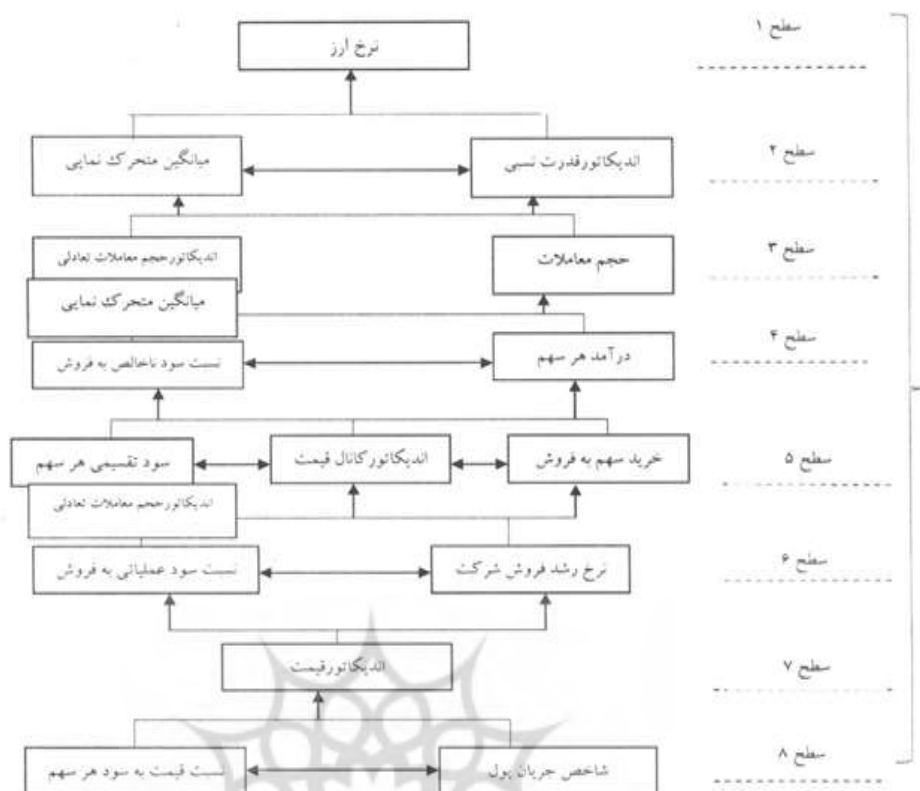 سطح ۱
نرخ ارز
سطح ۲
اندیکاتورقدرت نسبی
میانگین متحرک نمایی
سطح ۳
حجم معاملات
اندیکاتورحجم معاملات تعادلی
میانگین متحرک نمایی
سطح ۴
درآمد هر سهم
نسبت سود ناخالص به فروش
سطح ۵
خرید سهم به فروش
اندیکاتورکانال قیمت
سود تقسیمی هر سهم
اندیکاتورحجم معاملات تعادلی
سطح ۶
نرخ رشد فروش شرکت
نسبت سود عملیاتی به فروش
سطح ۷
اندیکاتورقیمت
سطح ۸
شاخص جریان پول
نسبت قیمت به سود هر سهم